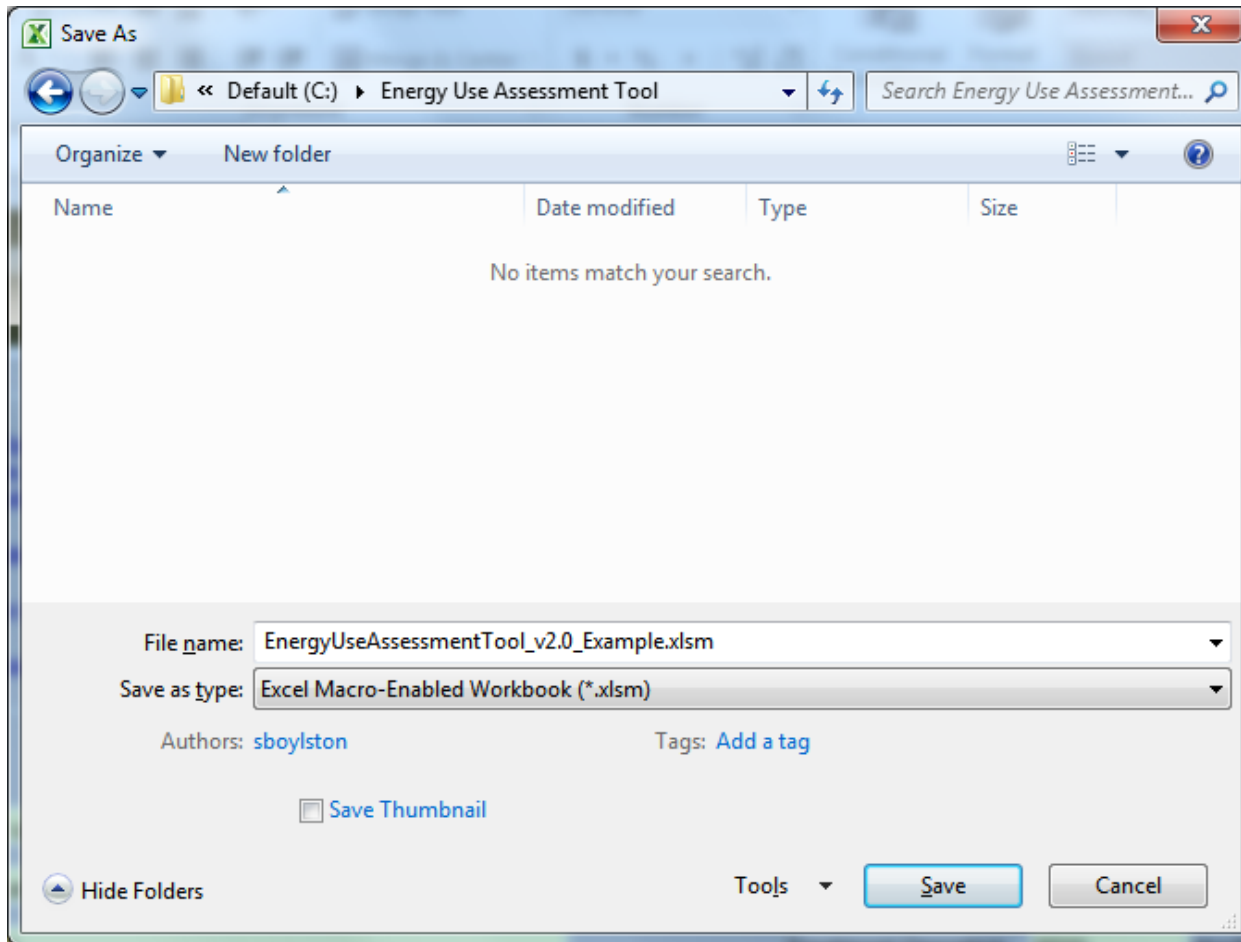 Save As
« Default (C:) Energy Use Assessment Tool Search Energy Use Assessment...
Organize New folder
Name Date modified Type Size
No items match your search.
File name: EnergyUseAssessmentTool_v2.0_Example.xlsm
Save as type: Excel Macro-Enabled Workbook (*.xlsm)
Authors: sboylston Tags: Add a tag
Save Thumbnail
Hide Folders Tools Save Cancel